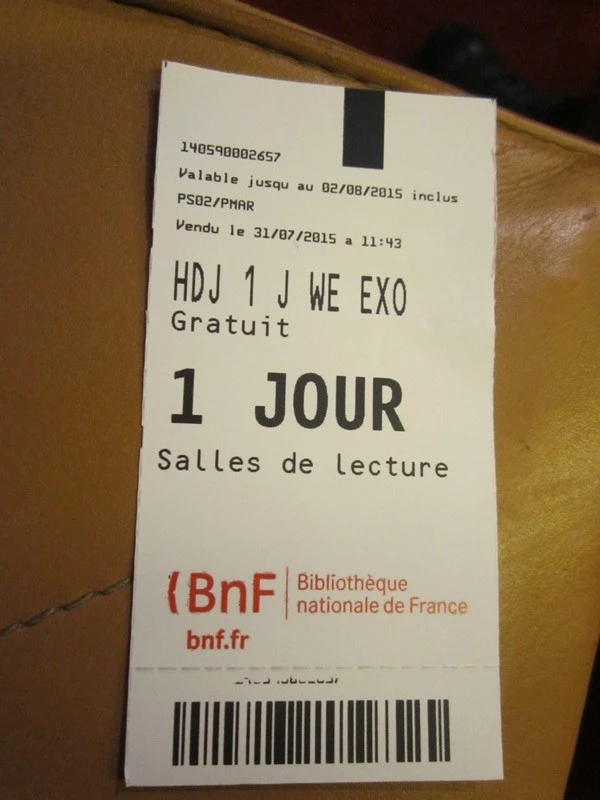 140590002657
Valable jusqu au 02/08/2015 inclus
PS02/PMAR
Vendu le 31/07/2015 a 11:43
HDJ 1 J WE EXO
Gratuit
1 JOUR
Salles de lecture
BnF Bibliothèque
nationale de France
bnf.fr